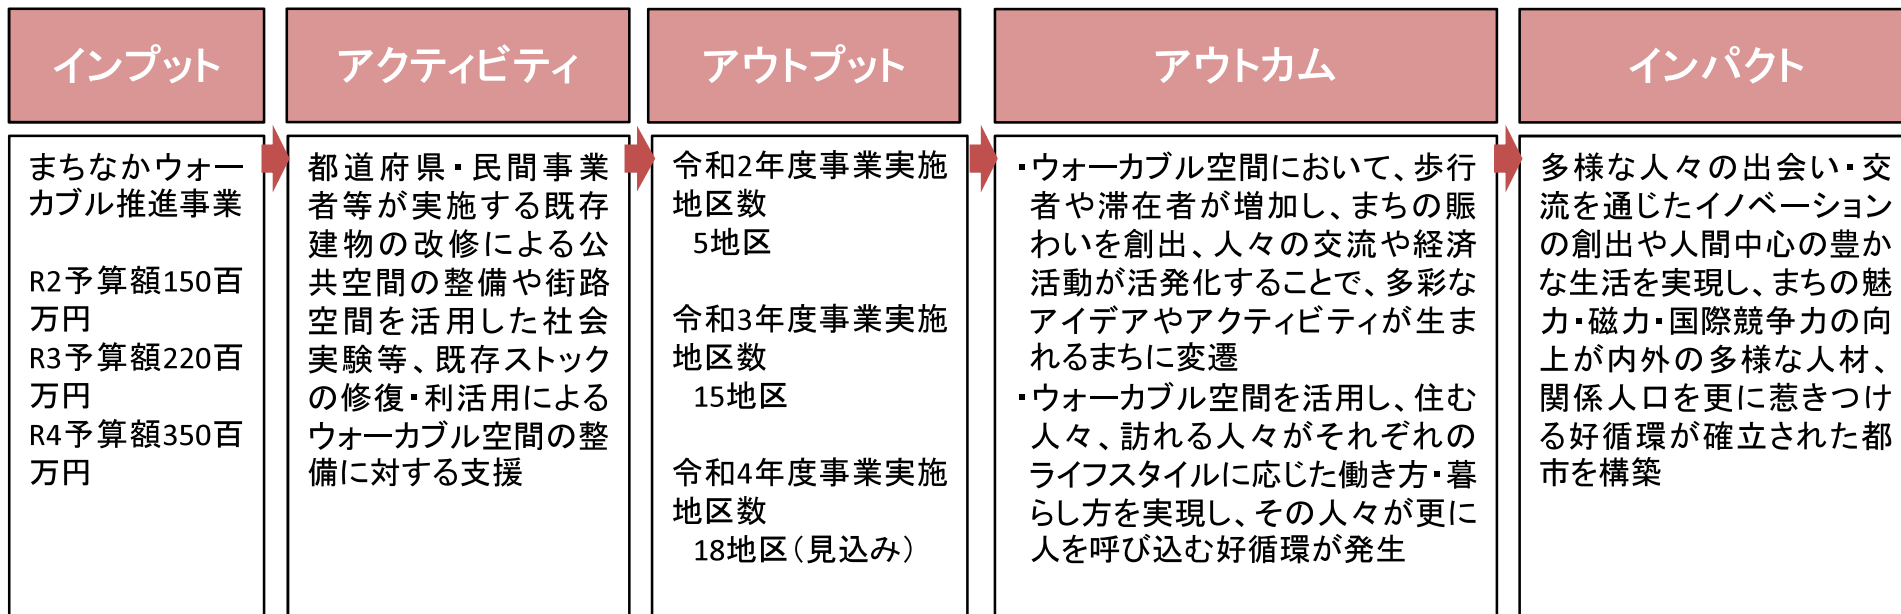 インプット
アクティビティ
アウトプット
アウトカム
インパクト
まちなかウォー
カブル推進事業
R2予算額150百
万円
R3予算額220百
万円
R4予算額350百
万円
都道府県・民間事業
者等が実施する既存
建物の改修による公
共空間の整備や街路
空間を活用した社会
実験等、既存ストック
の修復・利活用による
ウォーカブル空間の整
備に対する支援
令和2年度事業実施
地区数
5地区
令和3年度事業実施
地区数
15地区
令和4年度事業実施
地区数
18地区（見込み）
・ウォーカブル空間において、歩行
者や滞在者が増加し、まちの賑
わいを創出、人々の交流や経済
活動が活発化することで、多彩な
アイデアやアクティビティが生ま
れるまちに変遷
・ウォーカブル空間を活用し、住む
人々、訪れる人々がそれぞれの
ライフスタイルに応じた働き方・暮
らし方を実現し、その人々が更に
人を呼び込む好循環が発生
多様な人々の出会い・交
流を通じたイノベーション
の創出や人間中心の豊か
な生活を実現し、まちの魅
力・磁力・国際競争力の向
上が内外の多様な人材、
関係人口を更に惹きつけ
る好循環が確立された都
市を構築